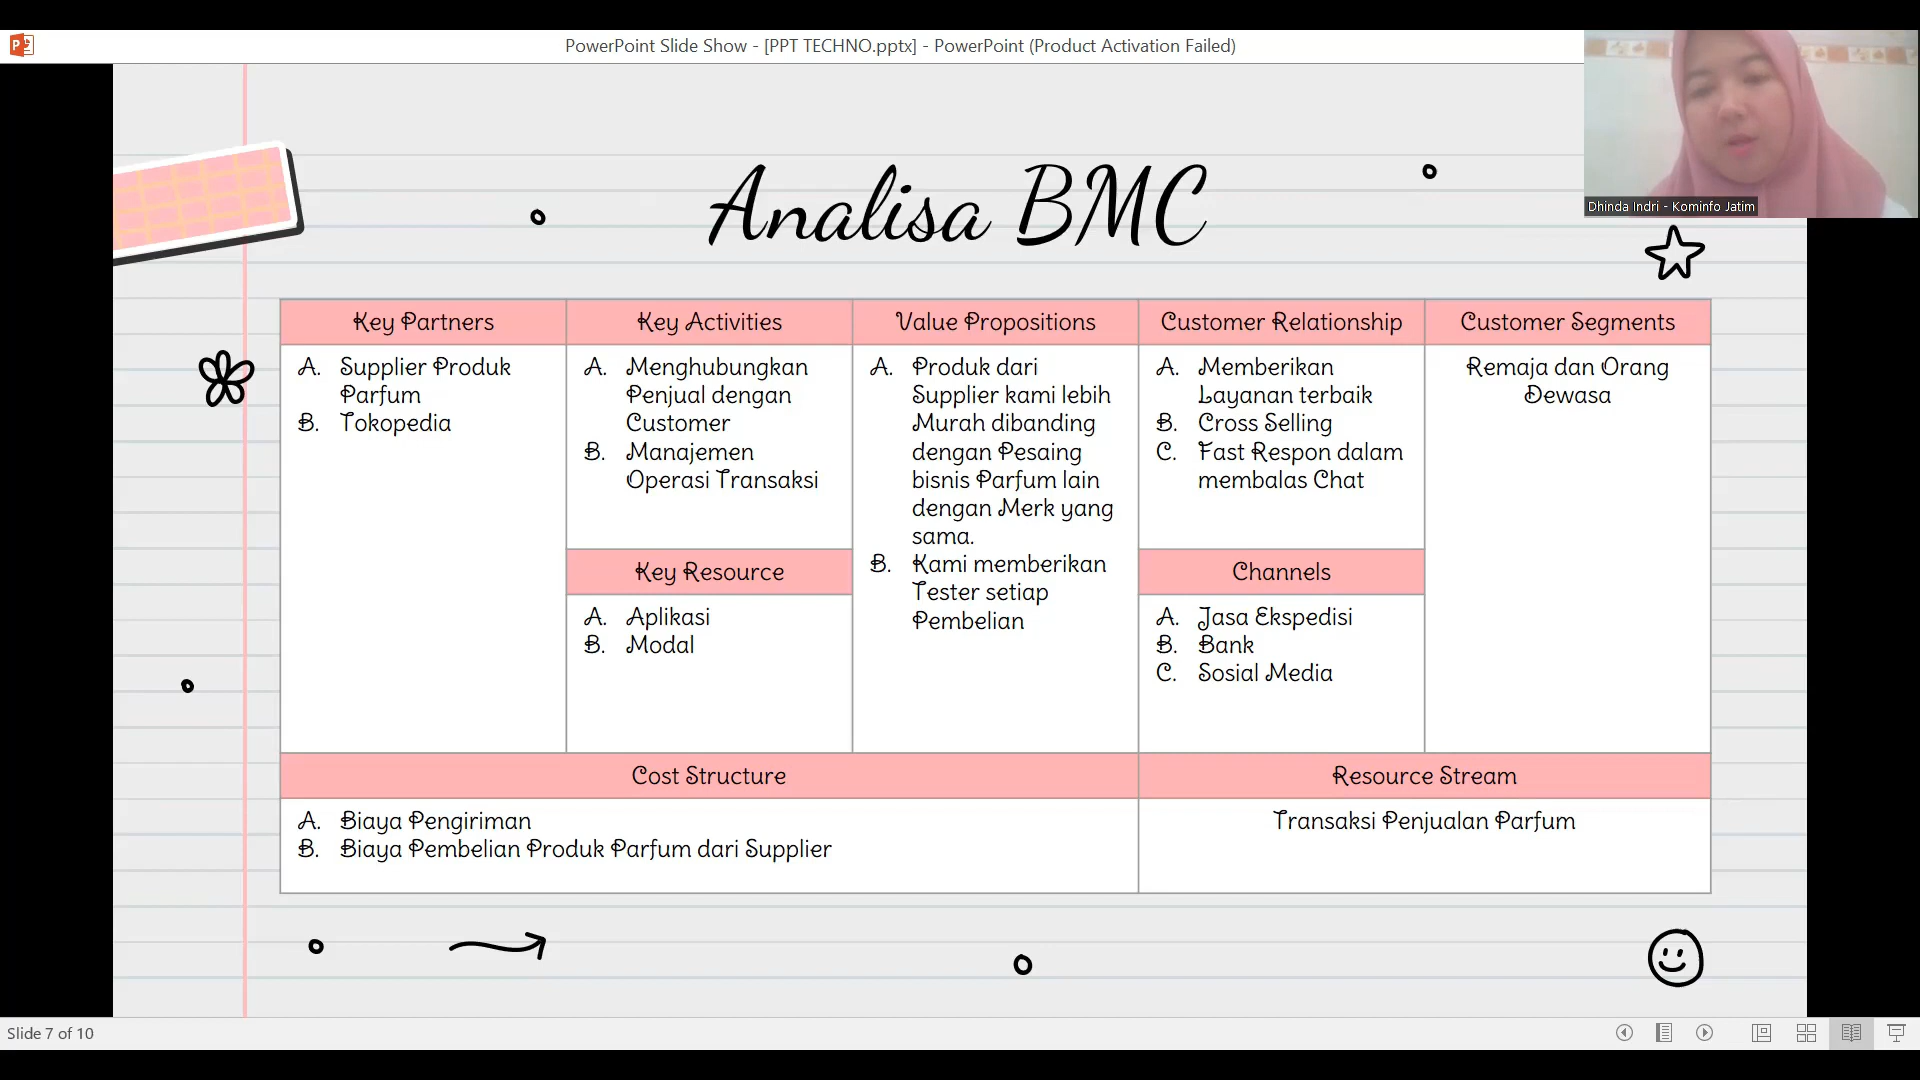 PowerPoint Slide Show - [PPT TECHNO.pptx] - PowerPoint (Product Activation Failed)
Dhinda Indri - Kominfo Jatim
Analisa BMC
Key Partners
A. Supplier Produk
Parfum
B. Tokopedia
Key Activities
A. Menghubungkan
Penjual dengan
Customer
B. Manajemen
Operasi Transaksi
Key Resource
A. Aplikasi
B. Modal
Value Propositions
A. Produk dari
Supplier kami lebih
Murah dibanding
dengan Pesaing
bisnis Parfum lain
dengan Merk yang
sama.
B. Kami memberikan
Tester setiap
Pembelian
Customer Relationship
A. Memberikan
Layanan terbaik
B. Cross Selling
C. Fast Respon dalam
membalas Chat
Channels
A. Jasa Ekspedisi
B. Bank
C. Sosial Media
Customer Segments
Remaja dan Orang
Dewasa
Cost Structure
A. Biaya Pengiriman
B. Biaya Pembelian Produk Parfum dari Supplier
Resource Stream
Transaksi Penjualan Parfum
Slide 7 of 10